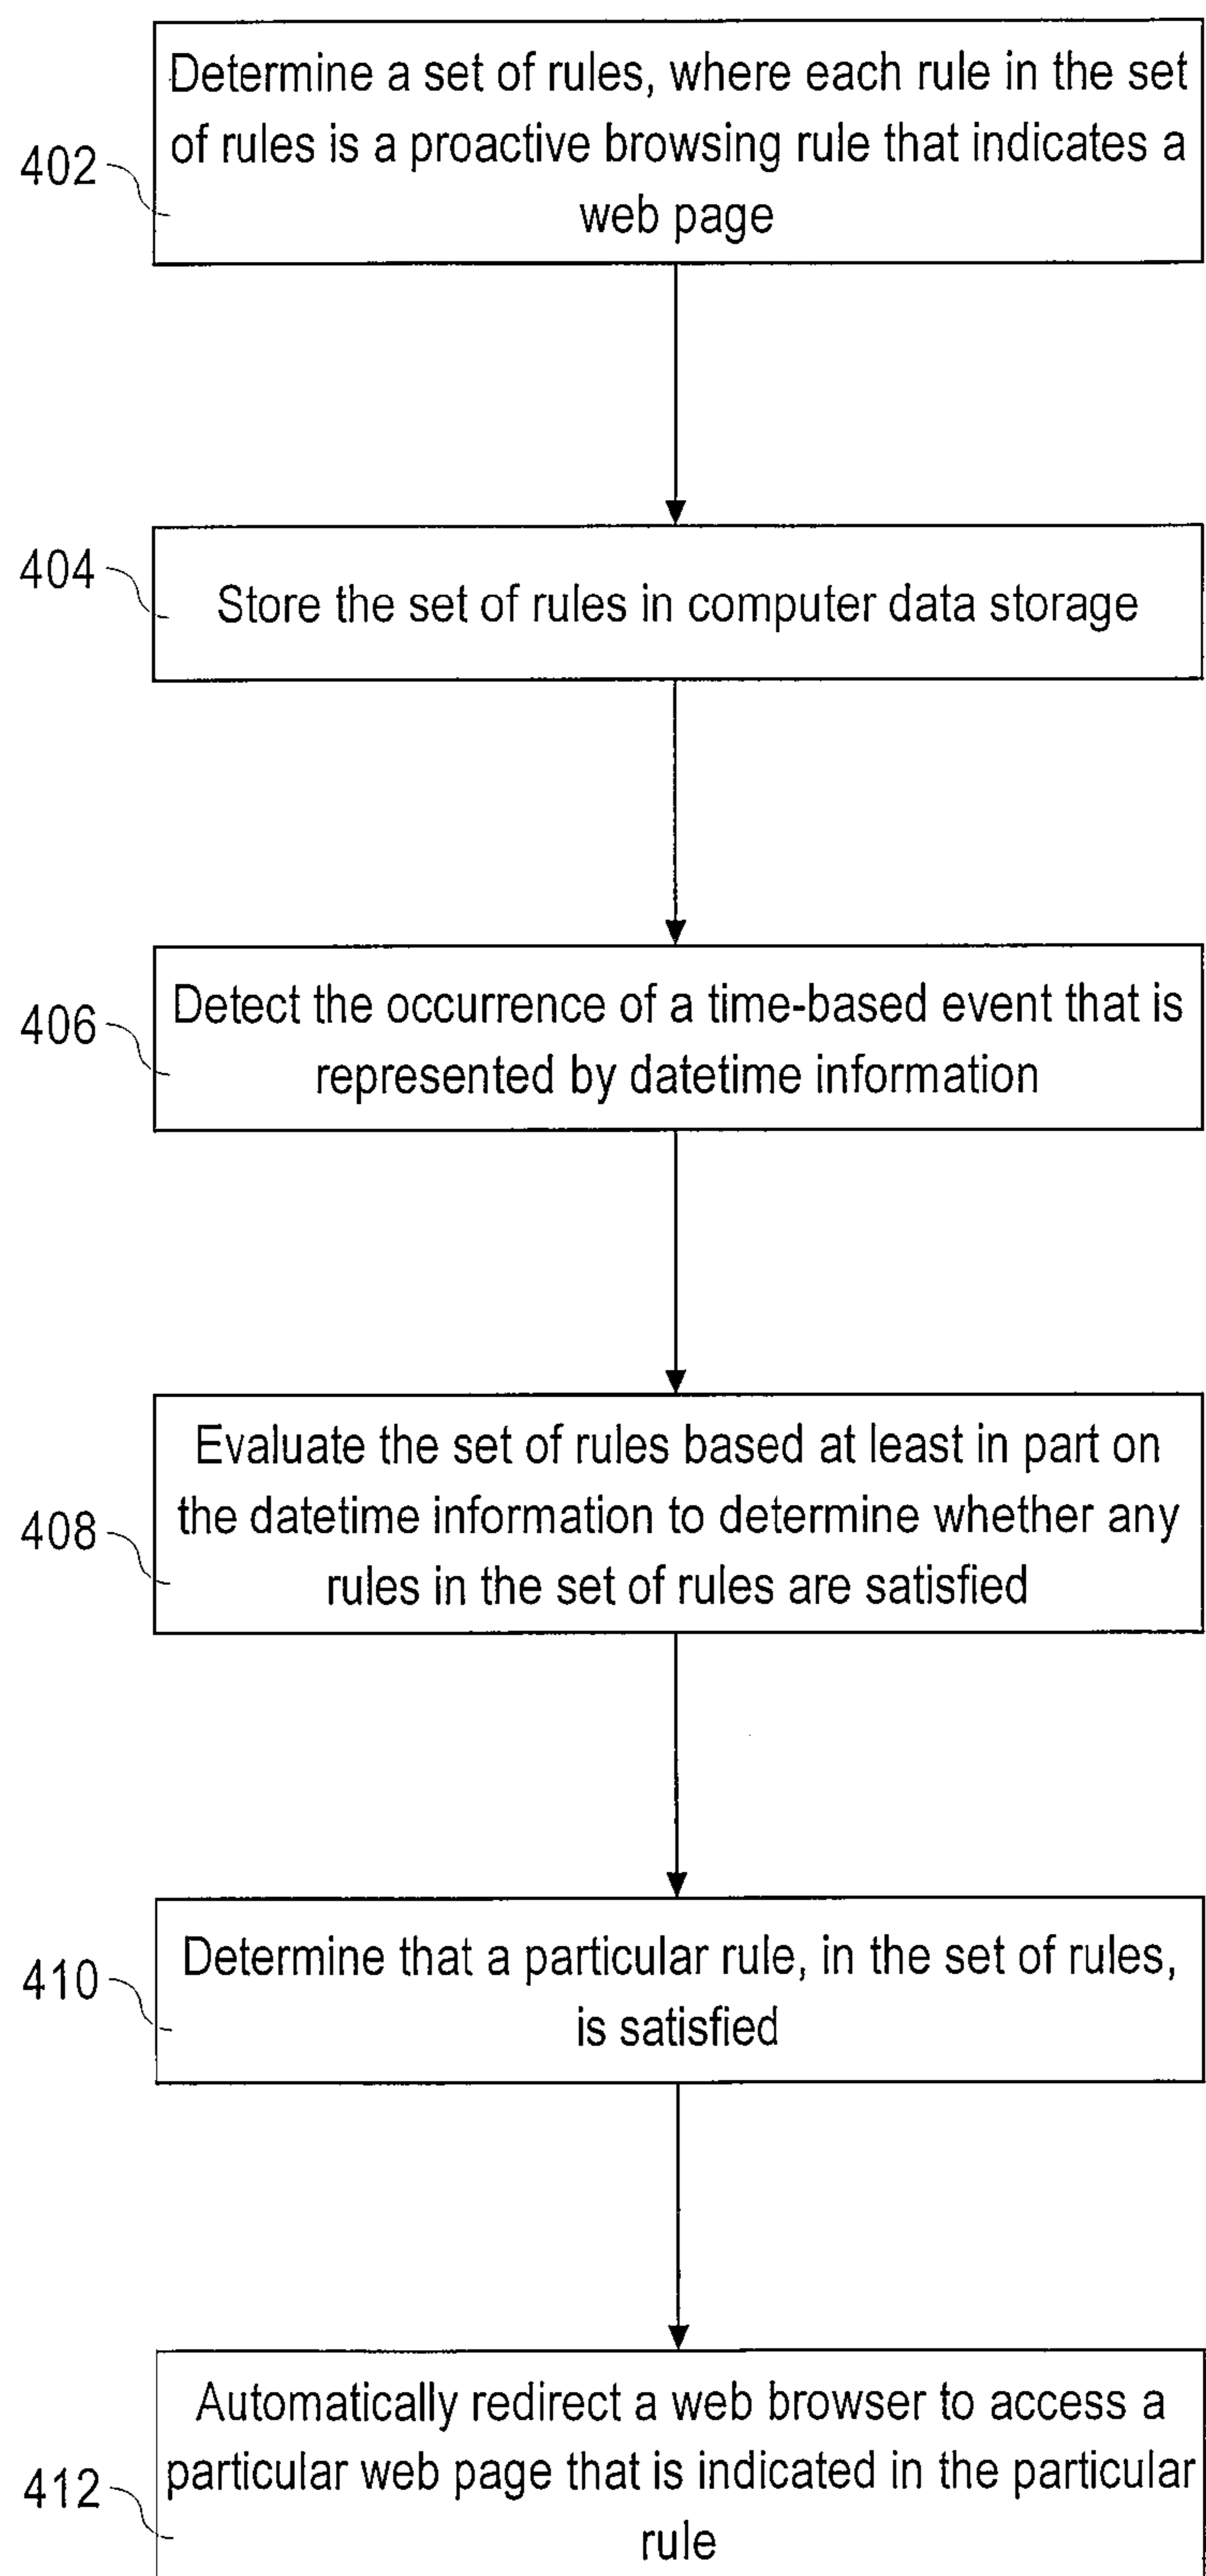 Determine a set of rules, where each rule in the set
of rules is a proactive browsing rule that indicates a
web page
402
404
Store the set of rules in computer data storage
Detect the occurrence of a time-based event that is
represented by datetime information
406
Evaluate the set of rules based at least in part on
the datetime information to determine whether any
rules in the set of rules are satisfied
408
Determine that a particular rule, in the set of rules,
is satisfied
410
Automatically redirect a web browser to access a
particular web page that is indicated in the particular
rule
412